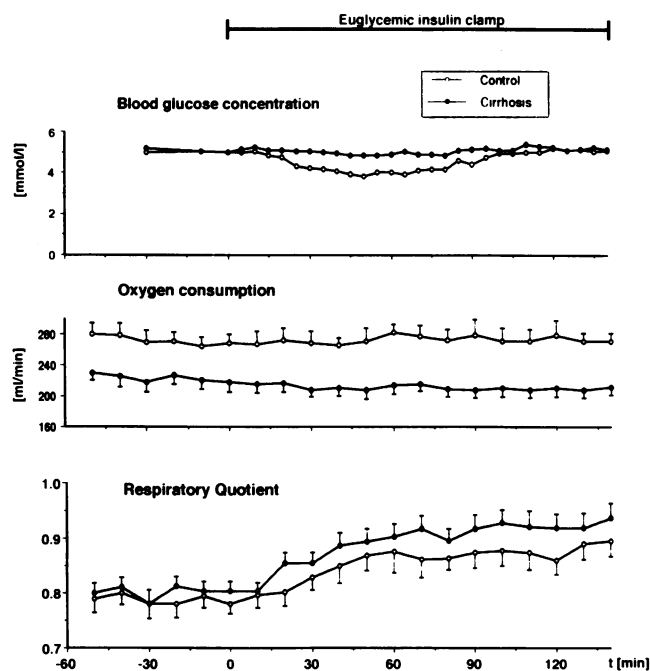 Euglycemic insulin clamp
Control
Cirrhosis
Blood glucose concentration
[mmol/l]
6
4
2
0
Oxygen consumption
[ml/min]
280
240
200
160
Respiratory Quotient
1.0
0.9
0.8
0.7
-60 -30 0 30 60 90 120 t [min]